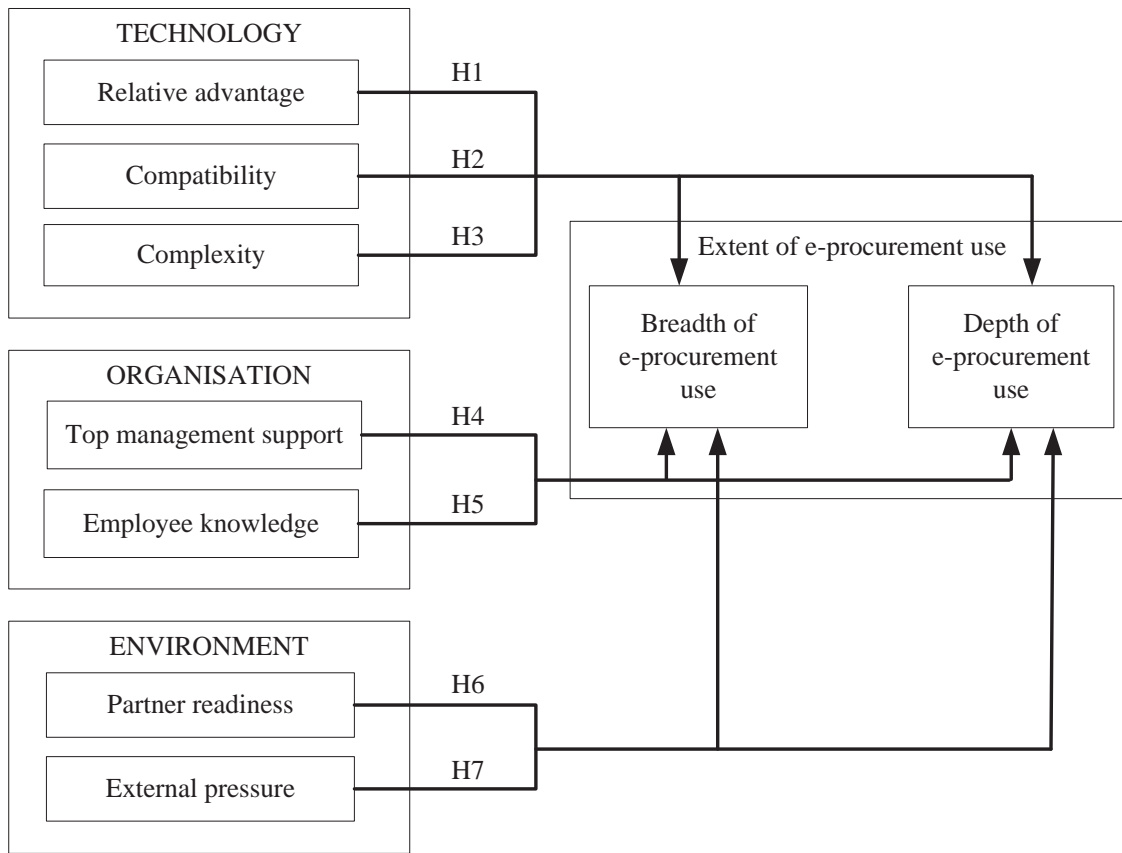 TECHNOLOGY
Relative advantage
H1
Compatibility
H2
Complexity
H3
Extent of e-procurement use
Breadth of
e-procurement
use
Depth of
e-procurement
use
ORGANISATION
Top management support
H4
Employee knowledge
H5
ENVIRONMENT
Partner readiness
H6
External pressure
H7